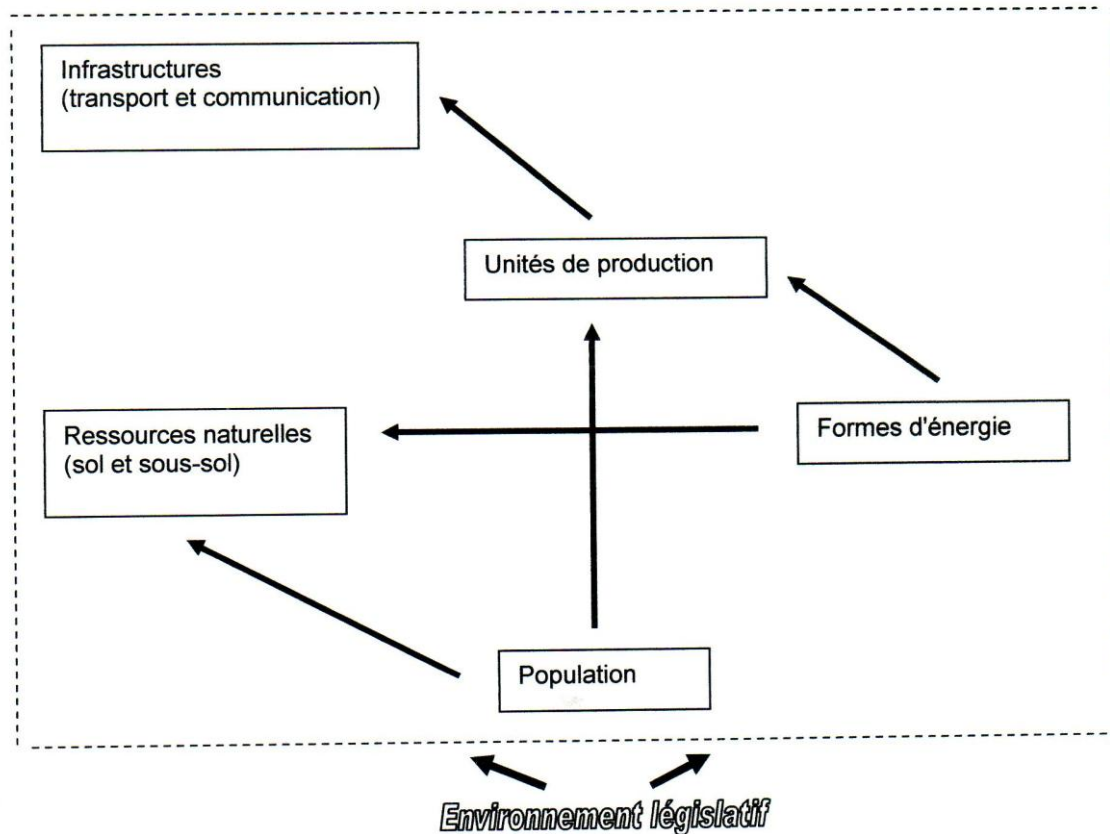 Infrastructures
(transport et communication)
Unités de production
Ressources naturelles
(sol et sous-sol)
Formes d'énergie
Population
Environnement législatif